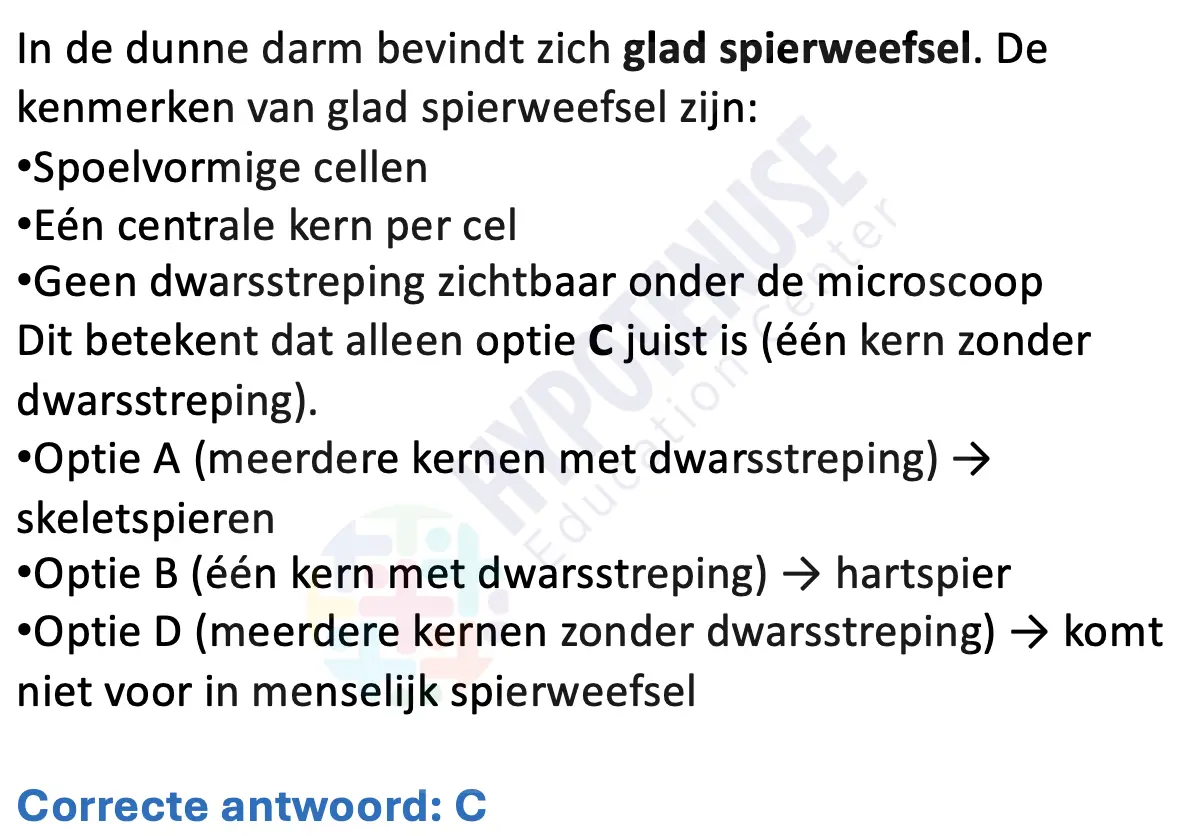 In de dunne darm bevindt zich glad spierweefsel. De
kenmerken van glad spierweefsel zijn:
•Spoelvormige cellen
•Eén centrale kern per cel
•Geen dwarsstreping zichtbaar onder de microscoop
Dit betekent dat alleen optie C juist is (één kern zonder
dwarsstreping).
•Optie A (meerdere kernen met dwarsstreping) →
skeletspieren
•Optie B (één kern met dwarsstreping) → hartspier
•Optie D (meerdere kernen zonder dwarsstreping) → komt
niet voor in menselijk spierweefsel
Correcte antwoord: C
HYPOTENUSE
Education Center